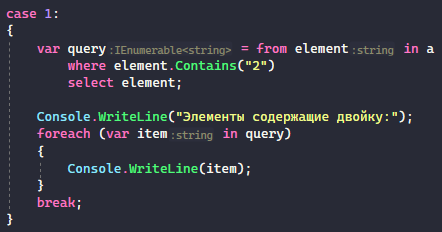 case 1:
{
var query:IEnumerable<string> = from element:string in a
where element.Contains("2")
select element;
Console.WriteLine("Элементы содержащие двойку:");
foreach (var item:string in query)
{
Console.WriteLine(item);
}
break;
}